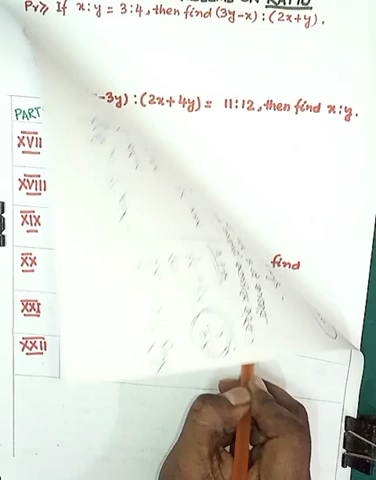 ON RATIO
Pr⇒ If x:y = 3:4, then find (3y-x) : (2x+y).
-3y) : (2x+4y) = 11:12, then find x:y.
PART
XVII
XVIII
XIX
find
XX
XXI
XXII